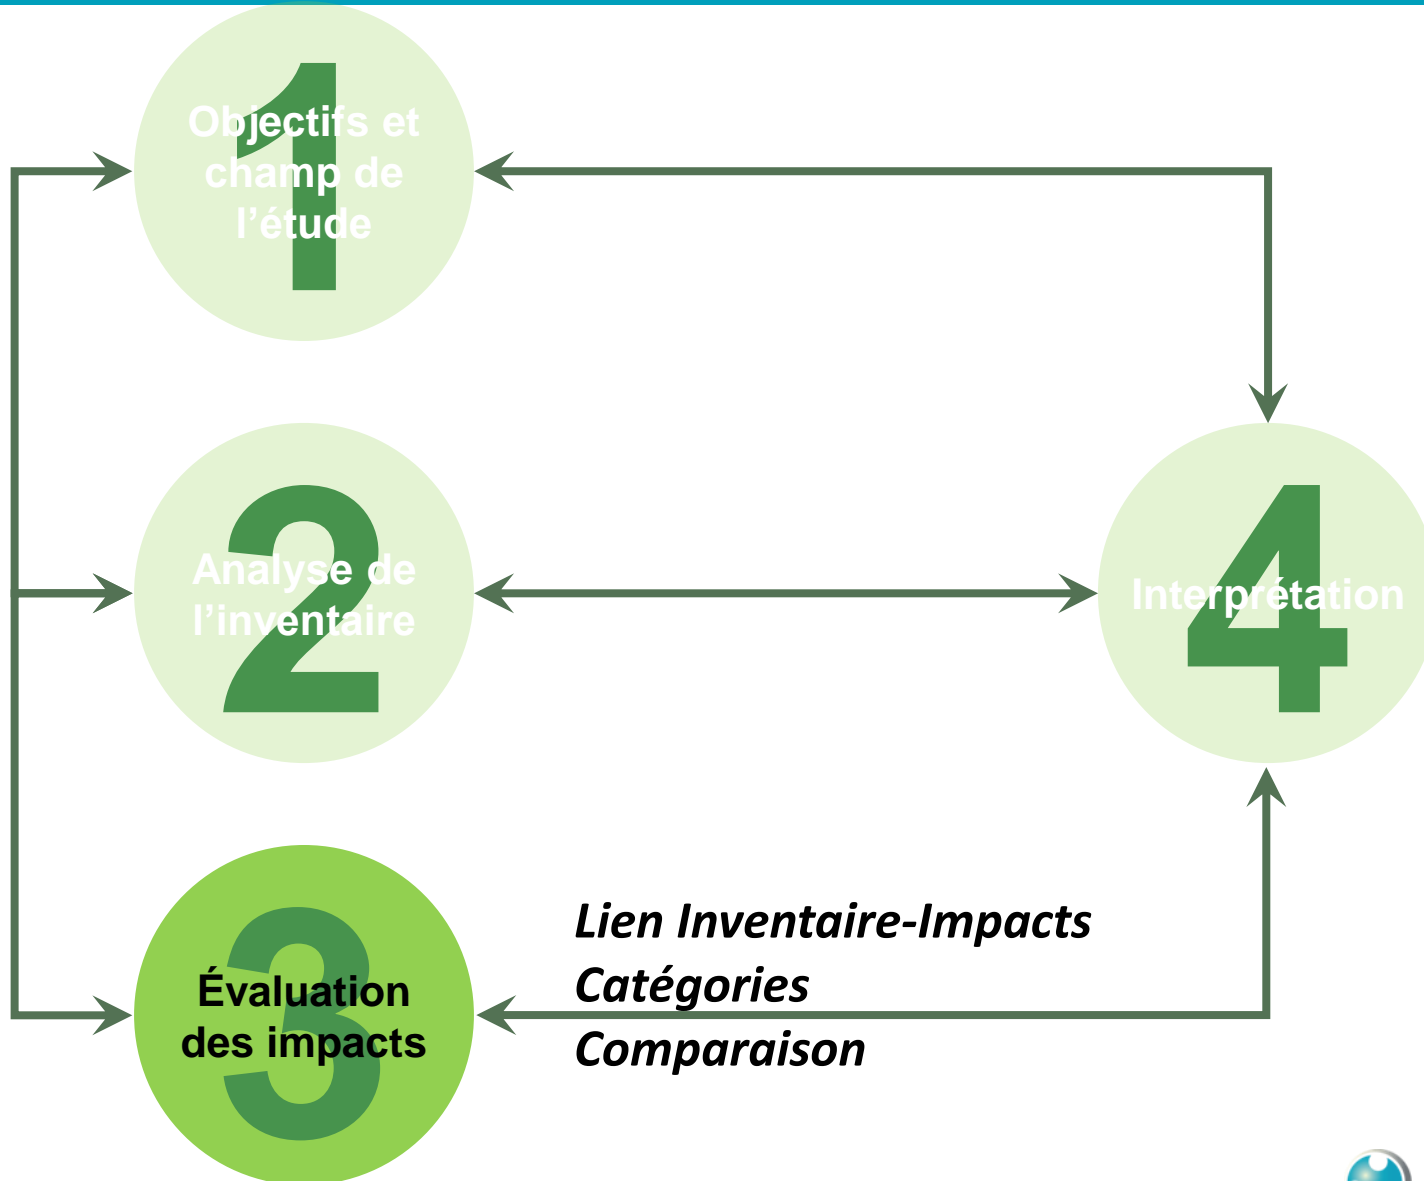 1
Objectifs et
champ de
l’étude
2
Analyse de
l’inventaire
4
Interprétation
3
Évaluation
des impacts
Lien Inventaire-Impacts
Catégories
Comparaison